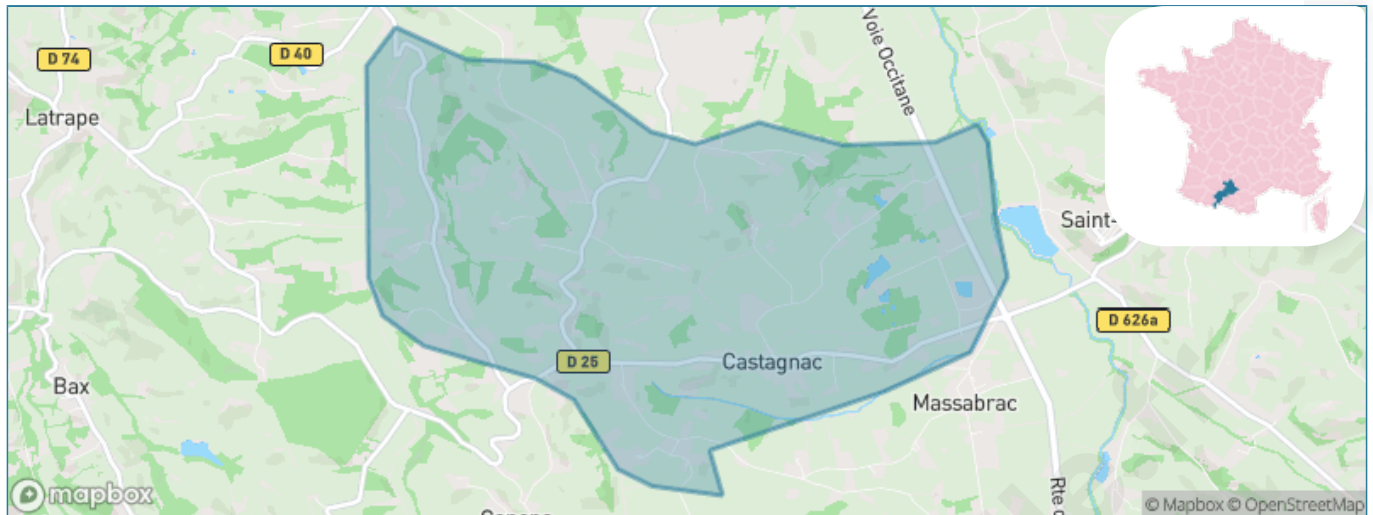 D 74
D 40
Voie Occitane
Latrape
Saint-
D 626a
D 25
Castagnac
Bax
Massabrac
Rte
mapbox
© Mapbox © OpenStreetMap